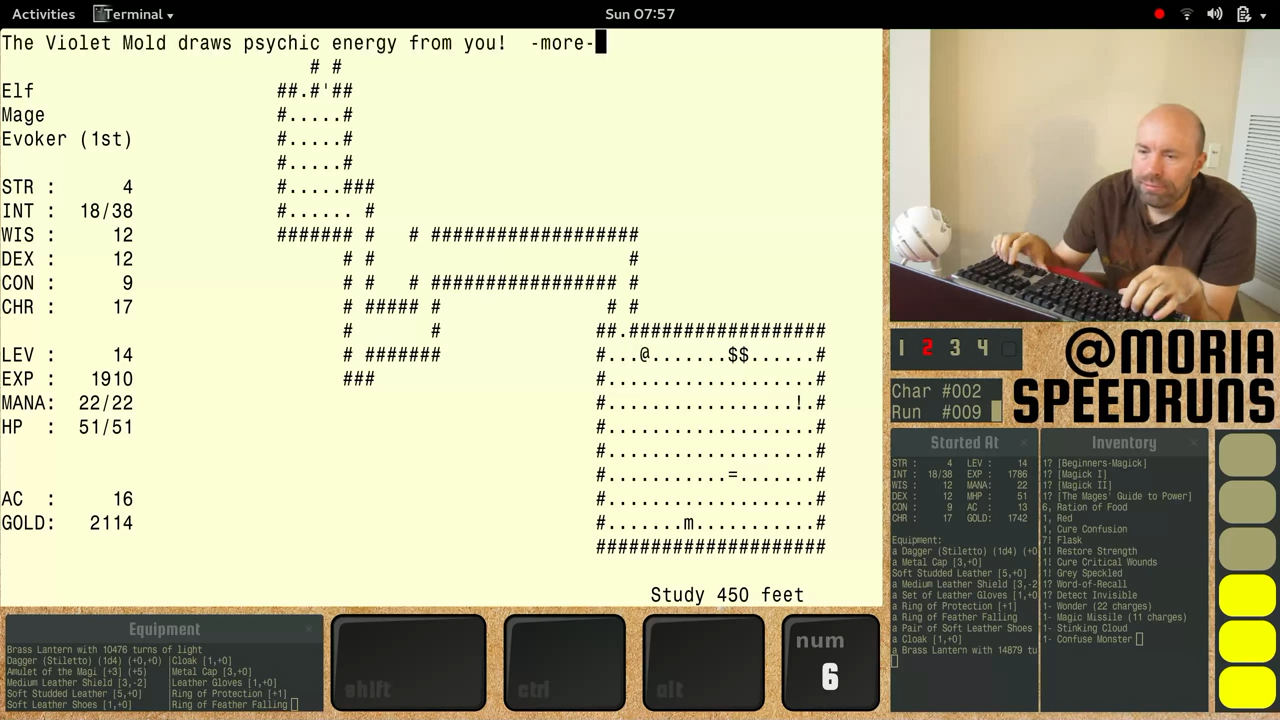 Activities Terminal Sun 07:57
The Violet Mold draws psychic energy from you! -more-
# #
Elf ##.#'##
Mage #.....#
Evoker (1st) #.....#
#.....#
STR : 4 #.....###
INT : 18/38 #...... #
WIS : 12 ####### # # ###################
DEX : 12 # # #
CON : 9 # # # ################# #
CHR : 17 # ##### # # #
# # ##.##################
LEV : 14 # ####### #...@.......$$......#
EXP : 1910 ### #...................#
MANA: 22/22 #.................!.#
HP : 51/51 #...................#
#...................#
#...........=.......#
AC : 16 #...................#
GOLD: 2114 #.......m...........#
#####################
Study 450 feet
1 2 3 4
@MORIA
SPEEDRUNS
Char #002
Run #009
Started At
STR : 4 LEV : 14
INT : 18/38 EXP : 1786
WIS : 12 MANA: 22
DEX : 12 MHP : 51
CON : 9 AC : 13
CHR : 17 GOLD: 1742
Equipment:
a Dagger (Stiletto) (1d4) (+0
a Metal Cap [3,+0]
Soft Studded Leather [5,+0]
a Medium Leather Shield [3,-2
a Set of Leather Gloves [1,+0
a Ring of Protection [+1]
a Ring of Feather Falling
a Pair of Soft Leather Shoes
a Cloak [1,+0]
a Brass Lantern with 14879 tu
Inventory
1? [Beginners-Magick]
1? [Magick I]
1? [Magick II]
1? [The Mages' Guide to Power]
6, Ration of Food
1, Red
1, Cure Confusion
7! Flask
1! Restore Strength
1! Cure Critical Wounds
1! Grey Speckled
1? Word-of-Recall
1? Detect Invisible
1- Wonder (22 charges)
1- Magic Missile (11 charges)
1- Stinking Cloud
1- Confuse Monster
Equipment
Brass Lantern with 10476 turns of light
Dagger (Stiletto) (1d4) (+0,+0) |Cloak [1,+0]
Amulet of the Magi [+3] (+5) |Metal Cap [3,+0]
Medium Leather Shield [3,-2] |Leather Gloves [1,+0]
Soft Studded Leather [5,+0] |Ring of Protection [+1]
Soft Leather Shoes [1,+0] |Ring of Feather Falling
shift
ctrl
alt
num
6